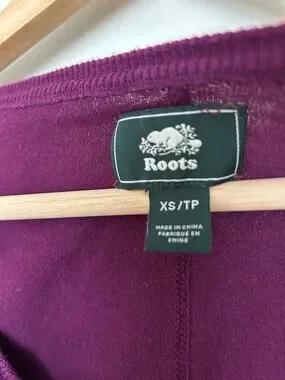 Roots
XS/TP
MADE IN CHINA
FABRIQUÉ EN
CHINE